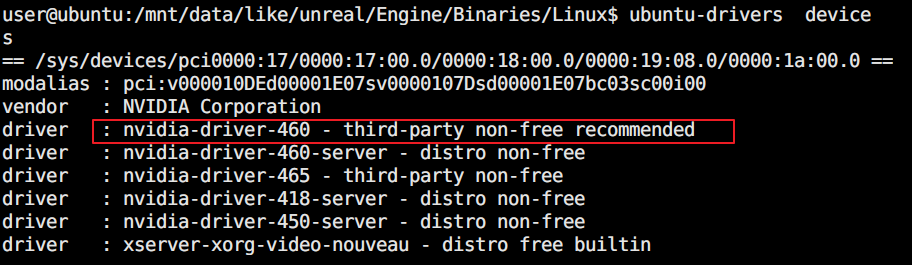 user@ubuntu:/mnt/data/like/unreal/Engine/Binaries/Linux$ ubuntu-drivers  device
s
== /sys/devices/pci0000:17/0000:17:00.0/0000:18:00.0/0000:19:08.0/0000:1a:00.0 ==
modalias : pci:v000010DEd00001E07sv0000107Dsd00001E07bc03sc00i00
vendor   : NVIDIA Corporation
driver   : nvidia-driver-460 - third-party non-free recommended
driver   : nvidia-driver-460-server - distro non-free
driver   : nvidia-driver-465 - third-party non-free
driver   : nvidia-driver-418-server - distro non-free
driver   : nvidia-driver-450-server - distro non-free
driver   : xserver-xorg-video-nouveau - distro free builtin